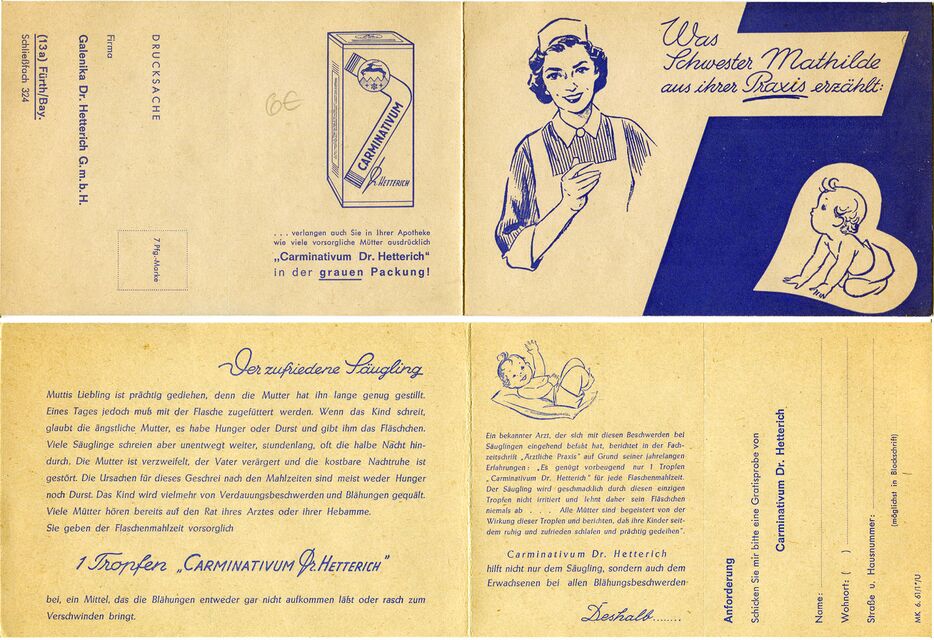 DRUCKSACHE
Firma
Galenika Dr. Hetterich G.m.b.H.
(13a) Fürth/Bay.
Schließfach 324
7 Pfg.-Marke
6€
CARMINATIVUM
Dr. HETTERICH
. . . verlangen auch Sie in Ihrer Apotheke
wie viele vorsorgliche Mütter ausdrücklich
„Carminativum Dr. Hetterich"
in der grauen Packung!
Was
Schwester Mathilde
aus ihrer Praxis erzählt:
Der zufriedene Säugling
Muttis Liebling ist prächtig gediehen, denn die Mutter hat ihn lange genug gestillt.
Eines Tages jedoch muß mit der Flasche zugefüttert werden. Wenn das Kind schreit,
glaubt die ängstliche Mutter, es habe Hunger oder Durst und gibt ihm das Fläschchen.
Viele Säuglinge schreien aber unentwegt weiter, stundenlang, oft die halbe Nacht hin-
durch. Die Mutter ist verzweifelt, der Vater verärgert und die kostbare Nachtruhe ist
gestört. Die Ursachen für dieses Geschrei nach den Mahlzeiten sind meist weder Hunger
noch Durst. Das Kind wird vielmehr von Verdauungsbeschwerden und Blähungen gequält.
Viele Mütter hören bereits auf den Rat ihres Arztes oder ihrer Hebamme.
Sie geben der Flaschenmahlzeit vorsorglich
1 Tropfen „CARMINATIVUM Dr. HETTERICH"
bei, ein Mittel, das die Blähungen entweder gar nicht aufkommen läßt oder rasch zum
Verschwinden bringt.
Ein bekannter Arzt, der sich mit diesen Beschwerden bei
Säuglingen eingehend befaßt hat, berichtet in der Fach-
zeitschrift „Ärztliche Praxis" auf Grund seiner jahrelangen
Erfahrungen: „Es genügt vorbeugend nur 1 Tropfen
„Carminativum Dr. Hetterich" für jede Flaschenmahlzeit.
Der Säugling wird geschmacklich durch diesen einzigen
Tropfen nicht irritiert und lehnt daher sein Fläschchen
niemals ab . . . . Alle Mütter sind begeistert von der
Wirkung dieser Tropfen und berichten, daß ihre Kinder seit-
dem ruhig und zufrieden schlafen und prächtig gedeihen".
Carminativum Dr. Hetterich
hilft nicht nur dem Säugling, sondern auch dem
Erwachsenen bei allen Blähungsbeschwerden.
Deshalb........
Anforderung
Schicken Sie mir bitte eine Gratisprobe von
Carminativum Dr. Hetterich
Name:
Wohnort: ( )
Straße u. Hausnummer:
(möglichst in Blockschrift)